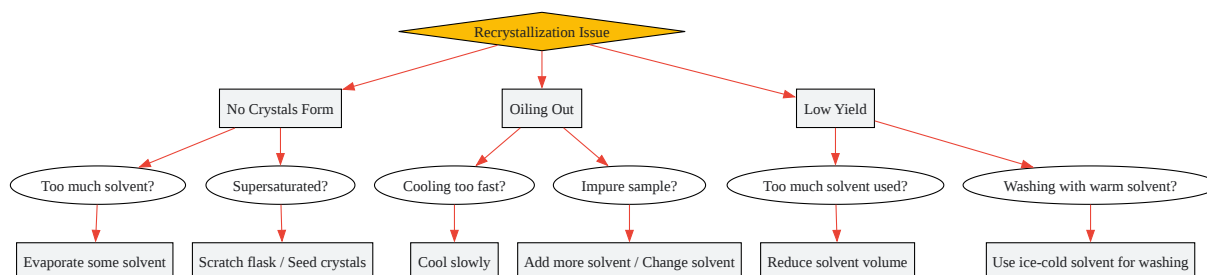 Recrystallization Issue
No Crystals Form
Oiling Out
Low Yield
Too much solvent?
Supersaturated?
Cooling too fast?
Impure sample?
Too much solvent used?
Washing with warm solvent?
Evaporate some solvent
Scratch flask / Seed crystals
Cool slowly
Add more solvent / Change solvent
Reduce solvent volume
Use ice-cold solvent for washing